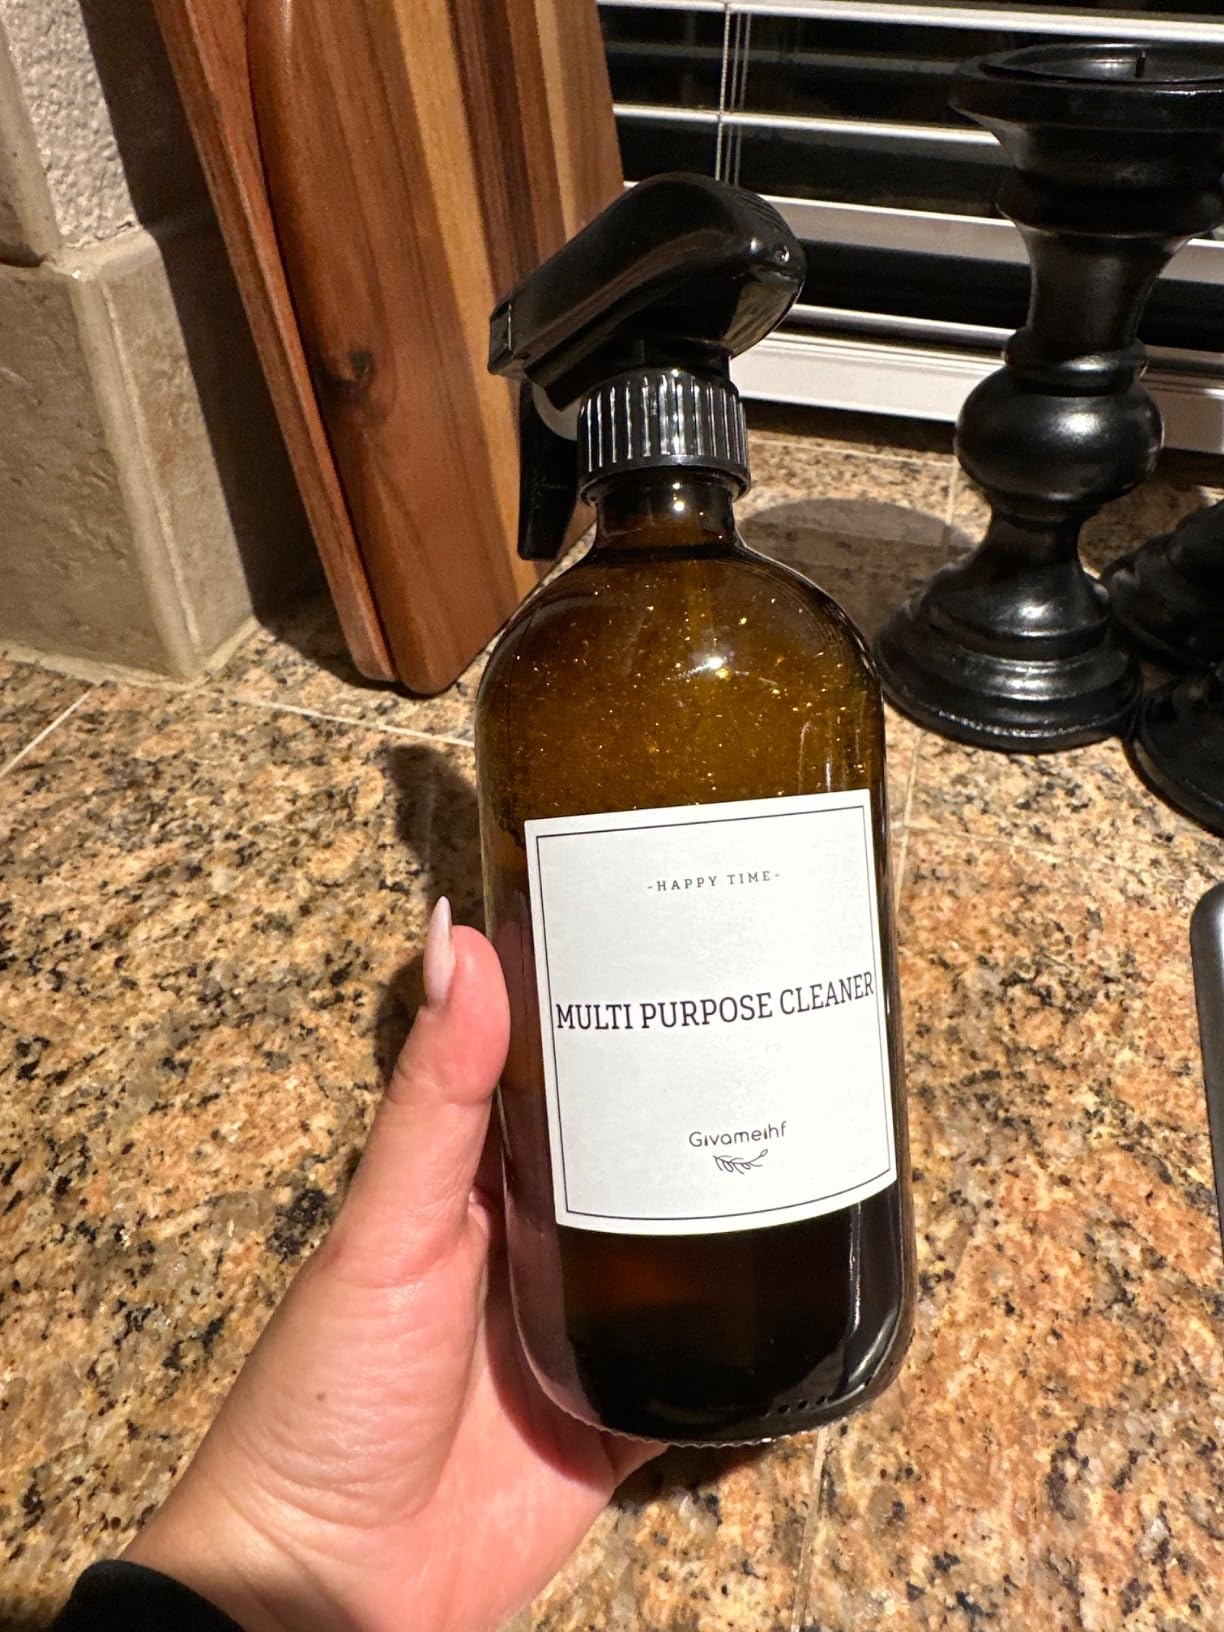 -HAPPY TIME-
MULTI PURPOSE CLEANER
Givameihf